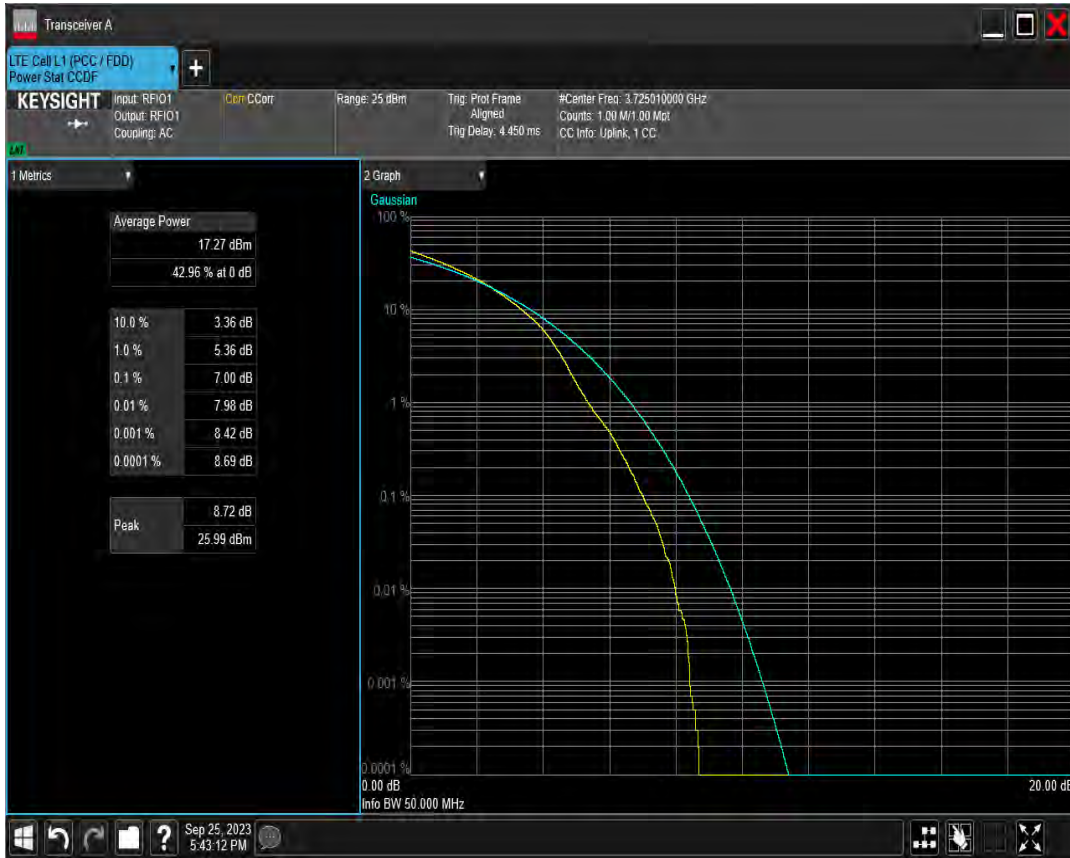 Transceiver A
LTE Cell L1 (PCC / FDD)
Power Stat CCDF
+
KEYSIGHT
Input: RFIO1
Output: RFIO1
Coupling: AC
Corr CCorr
Range: 25 dBm
Trig: Prot Frame
Aligned
Trig Delay: 4.450 ms
#Center Freq: 3.725010000 GHz
Counts: 1.00 M/1.00 Mpt
CC Info: Uplink, 1 CC
1 Metrics
Average Power
17.27 dBm
42.96 % at 0 dB
10.0 % 3.36 dB
1.0 % 5.36 dB
0.1 % 7.00 dB
0.01 % 7.98 dB
0.001 % 8.42 dB
0.0001 % 8.69 dB
Peak
8.72 dB
25.99 dBm
2 Graph
Gaussian
100 %
10 %
1 %
0.1 %
0.01 %
0.001 %
0.0001 %
0.00 dB
20.00 dB
Info BW 50.000 MHz
?
Sep 25, 2023
5:43:12 PM